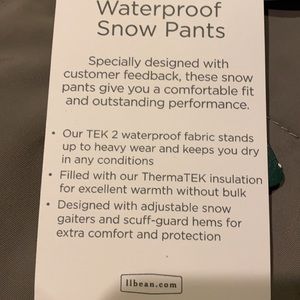 Waterproof
Snow Pants
Specially designed with
customer feedback, these snow
pants give you a comfortable fit
and outstanding performance.
• Our TEK 2 waterproof fabric stands
up to heavy wear and keeps you dry
in any conditions
• Filled with our ThermaTEK insulation
for excellent warmth without bulk
• Designed with adjustable snow
gaiters and scuff-guard hems for
extra comfort and protection
llbean.com